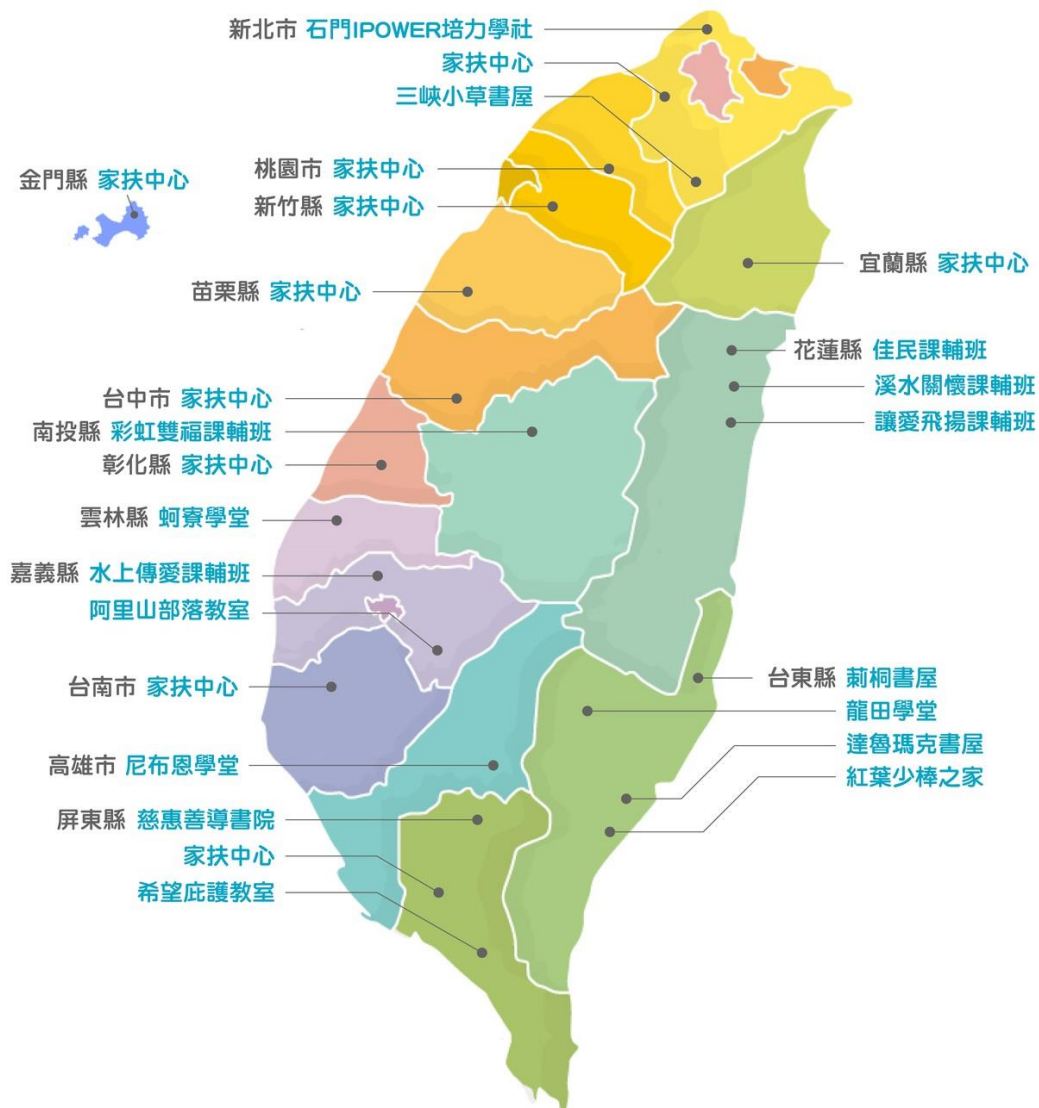 新北市 石門IPOWER培力學社
家扶中心
三峽小草書屋
桃園市 家扶中心
金門縣 家扶中心
新竹縣 家扶中心
宜蘭縣 家扶中心
苗栗縣 家扶中心
花蓮縣 佳民課輔班
溪水關懷課輔班
讓愛飛揚課輔班
台中市 家扶中心
南投縣 彩虹雙福課輔班
彰化縣 家扶中心
雲林縣 蚵寮學堂
嘉義縣 水上傳愛課輔班
阿里山部落教室
台南市 家扶中心
台東縣 莿桐書屋
龍田學堂
達魯瑪克書屋
紅葉少棒之家
高雄市 尼布恩學堂
屏東縣 慈惠善導書院
家扶中心
希望庇護教室